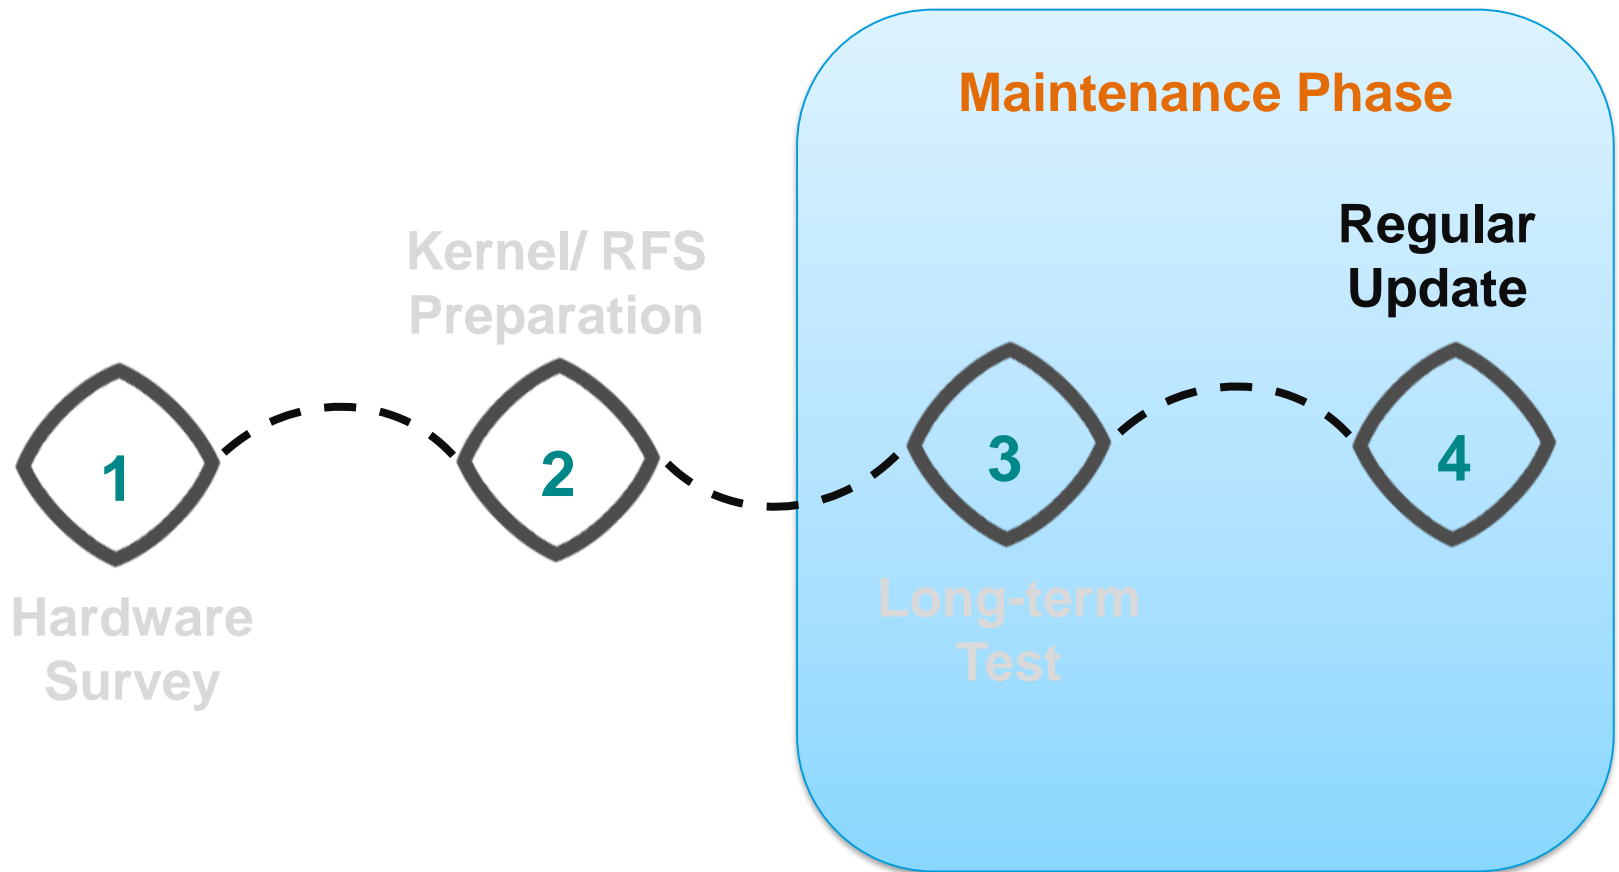 Maintenance Phase
1
Hardware
Survey
Kernel/ RFS
Preparation
2
3
Long-term
Test
Regular
Update
4